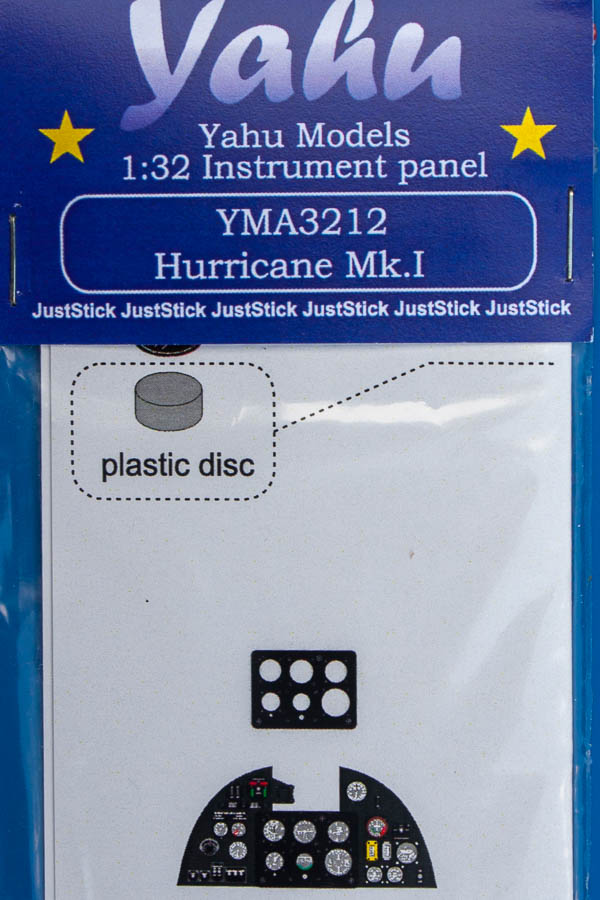 Yahu
Yahu Models
1:32 Instrument panel
YMA3212
Hurricane Mk.I
JustStick JustStick JustStick JustStick JustStick JustStick
plastic disc